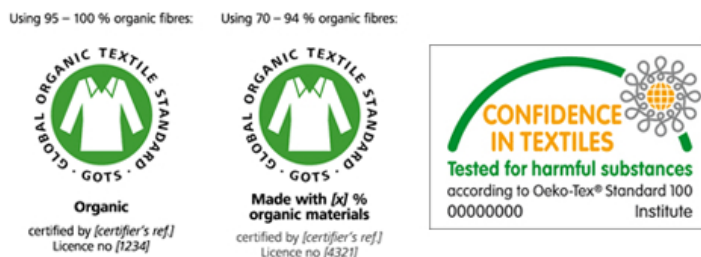 Using 95 – 100 % organic fibres:
GLOBAL ORGANIC TEXTILE STANDARD · GOTS ·
Organic
certified by [certifier's ref.]
Licence no [1234]
Using 70 – 94 % organic fibres:
GLOBAL ORGANIC TEXTILE STANDARD · GOTS ·
Made with [x] %
organic materials
certified by [certifier's ref.]
Licence no [4321]
CONFIDENCE
IN TEXTILES
Tested for harmful substances
according to Oeko-Tex® Standard 100
00000000 Institute